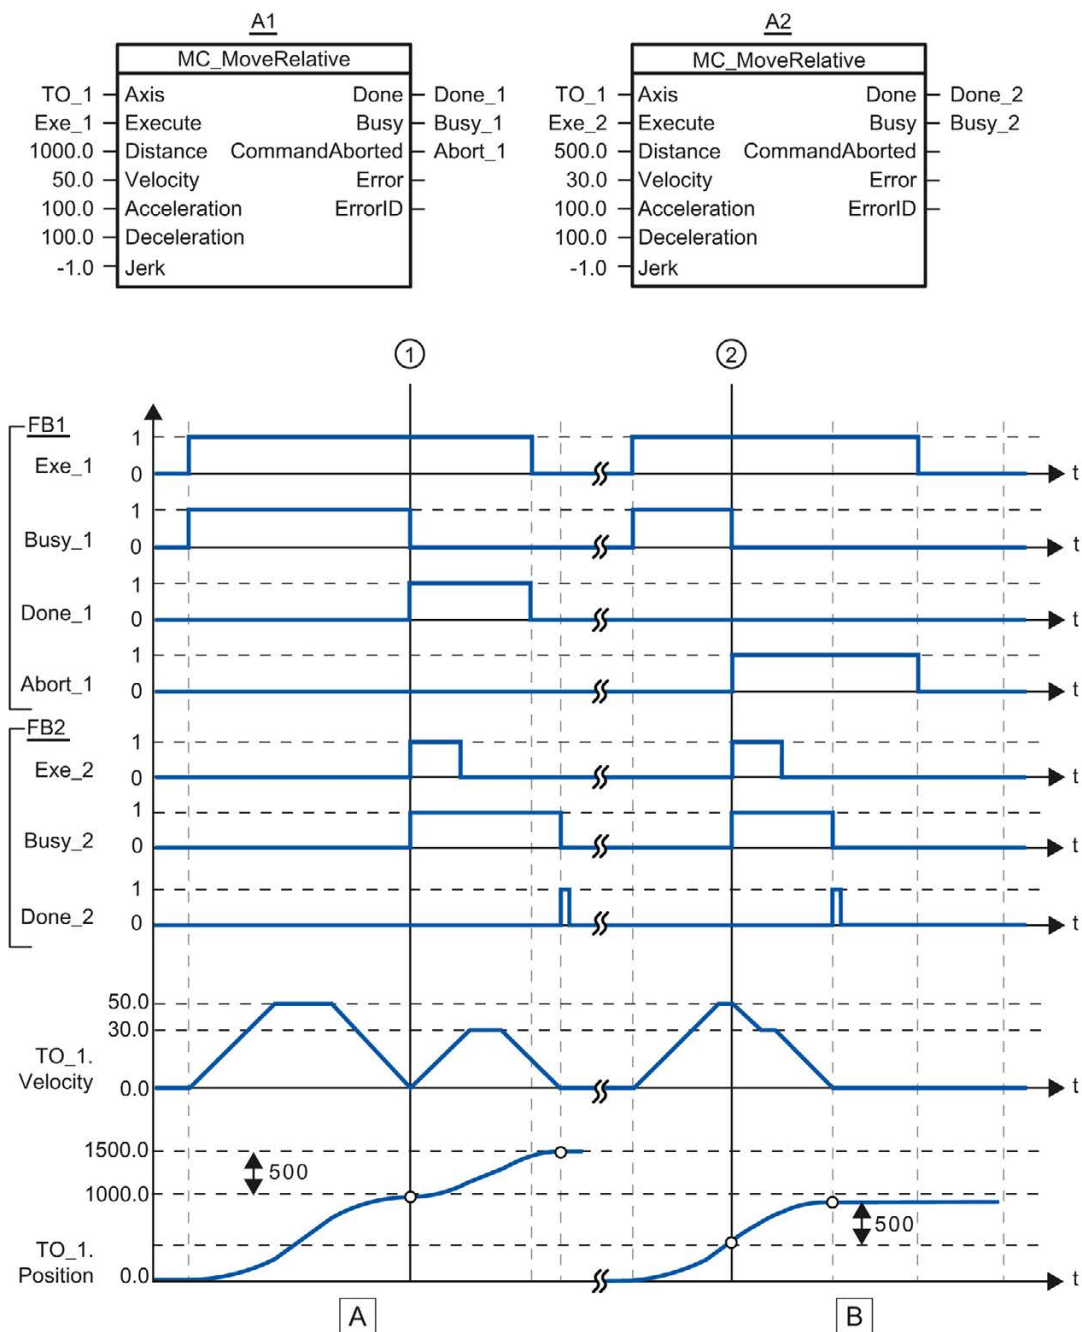 A1 A2
MC_MoveRelative MC_MoveRelative
TO_1 Axis Done Done_1 TO_1 Axis Done Done_2
Exe_1 Execute Busy Busy_1 Exe_2 Execute Busy Busy_2
1000.0 Distance CommandAborted Abort_1 500.0 Distance CommandAborted
50.0 Velocity Error 30.0 Velocity Error
100.0 Acceleration ErrorID 100.0 Acceleration ErrorID
100.0 Deceleration 100.0 Deceleration
-1.0 Jerk -1.0 Jerk
1 2
FB1
1
Exe_1
0 t
1
Busy_1
0 t
1
Done_1
0 t
1
Abort_1
0 t
FB2
1
Exe_2
0 t
1
Busy_2
0 t
1
Done_2
0 t
50.0
30.0
TO_1.
Velocity
0.0 t
1500.0
500
1000.0
500
TO_1.
Position
0.0 t
A B